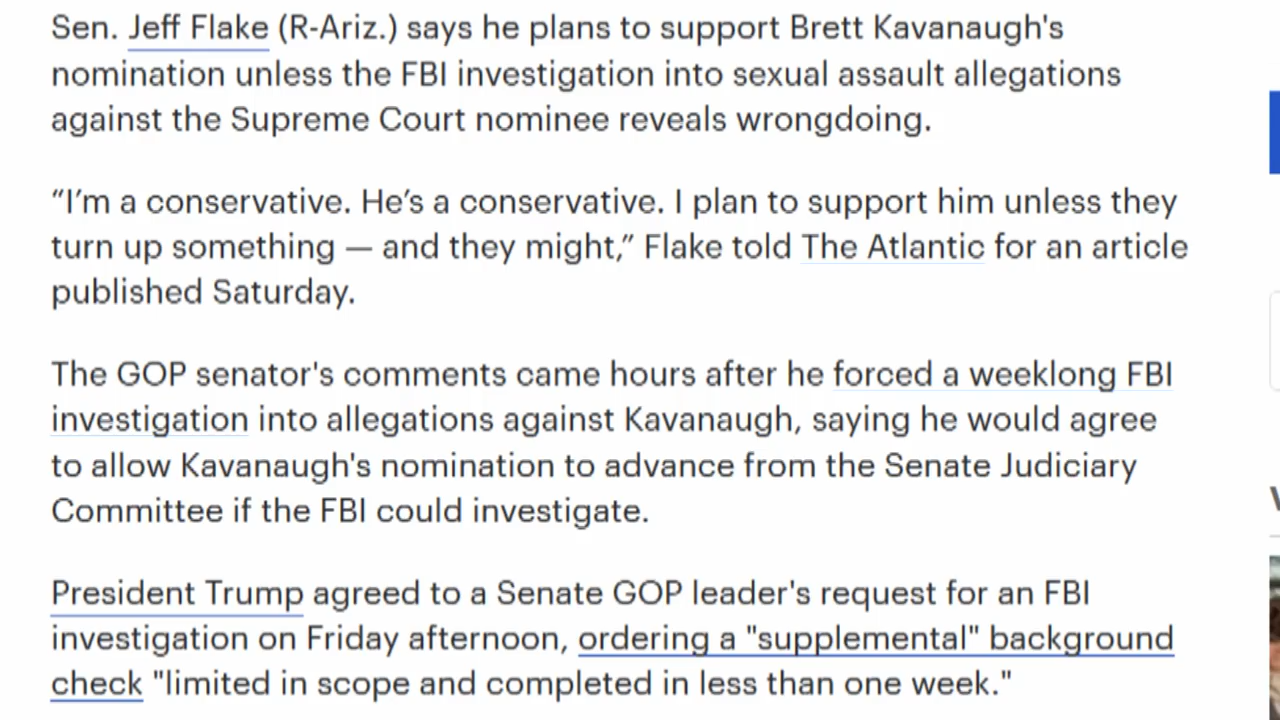 Sen. Jeff Flake (R-Ariz.) says he plans to support Brett Kavanaugh's
nomination unless the FBI investigation into sexual assault allegations
against the Supreme Court nominee reveals wrongdoing.
“I’m a conservative. He’s a conservative. I plan to support him unless they
turn up something — and they might,” Flake told The Atlantic for an article
published Saturday.
The GOP senator's comments came hours after he forced a weeklong FBI
investigation into allegations against Kavanaugh, saying he would agree
to allow Kavanaugh's nomination to advance from the Senate Judiciary
Committee if the FBI could investigate.
President Trump agreed to a Senate GOP leader's request for an FBI
investigation on Friday afternoon, ordering a "supplemental" background
check "limited in scope and completed in less than one week."